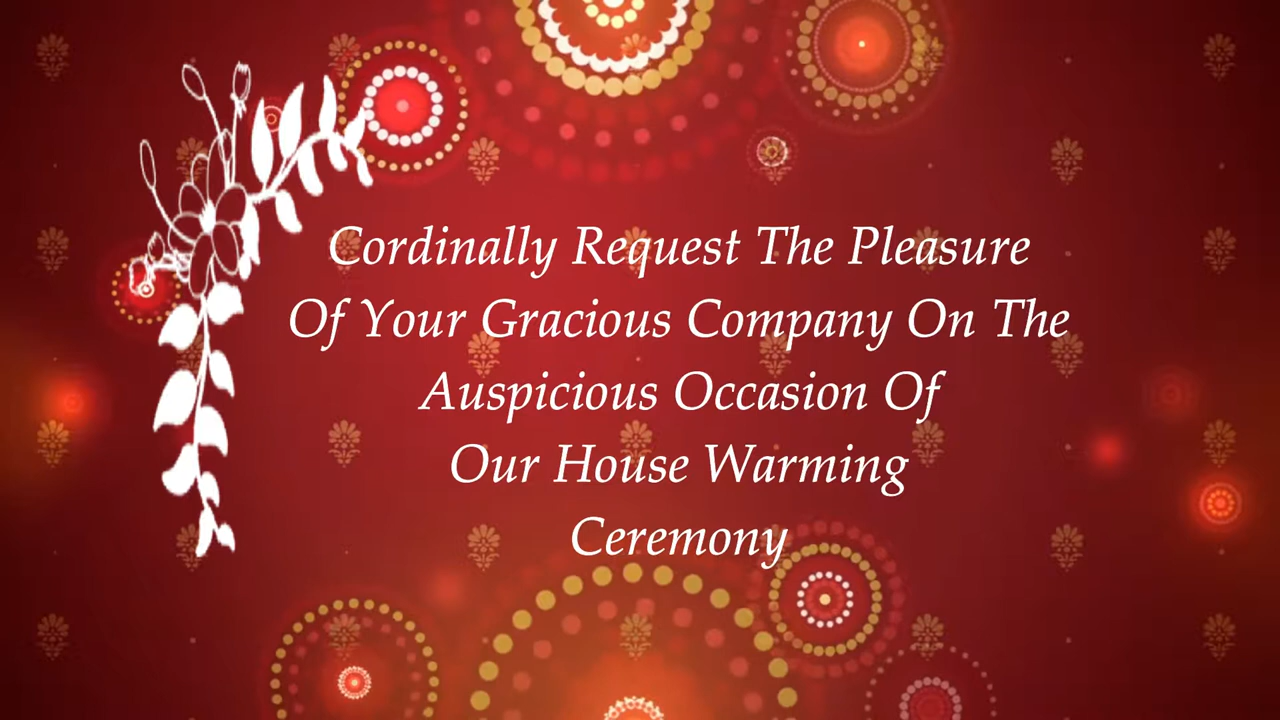 Cordinally Request The Pleasure
Of Your Gracious Company On The
Auspicious Occasion Of
Our House Warming
Ceremony